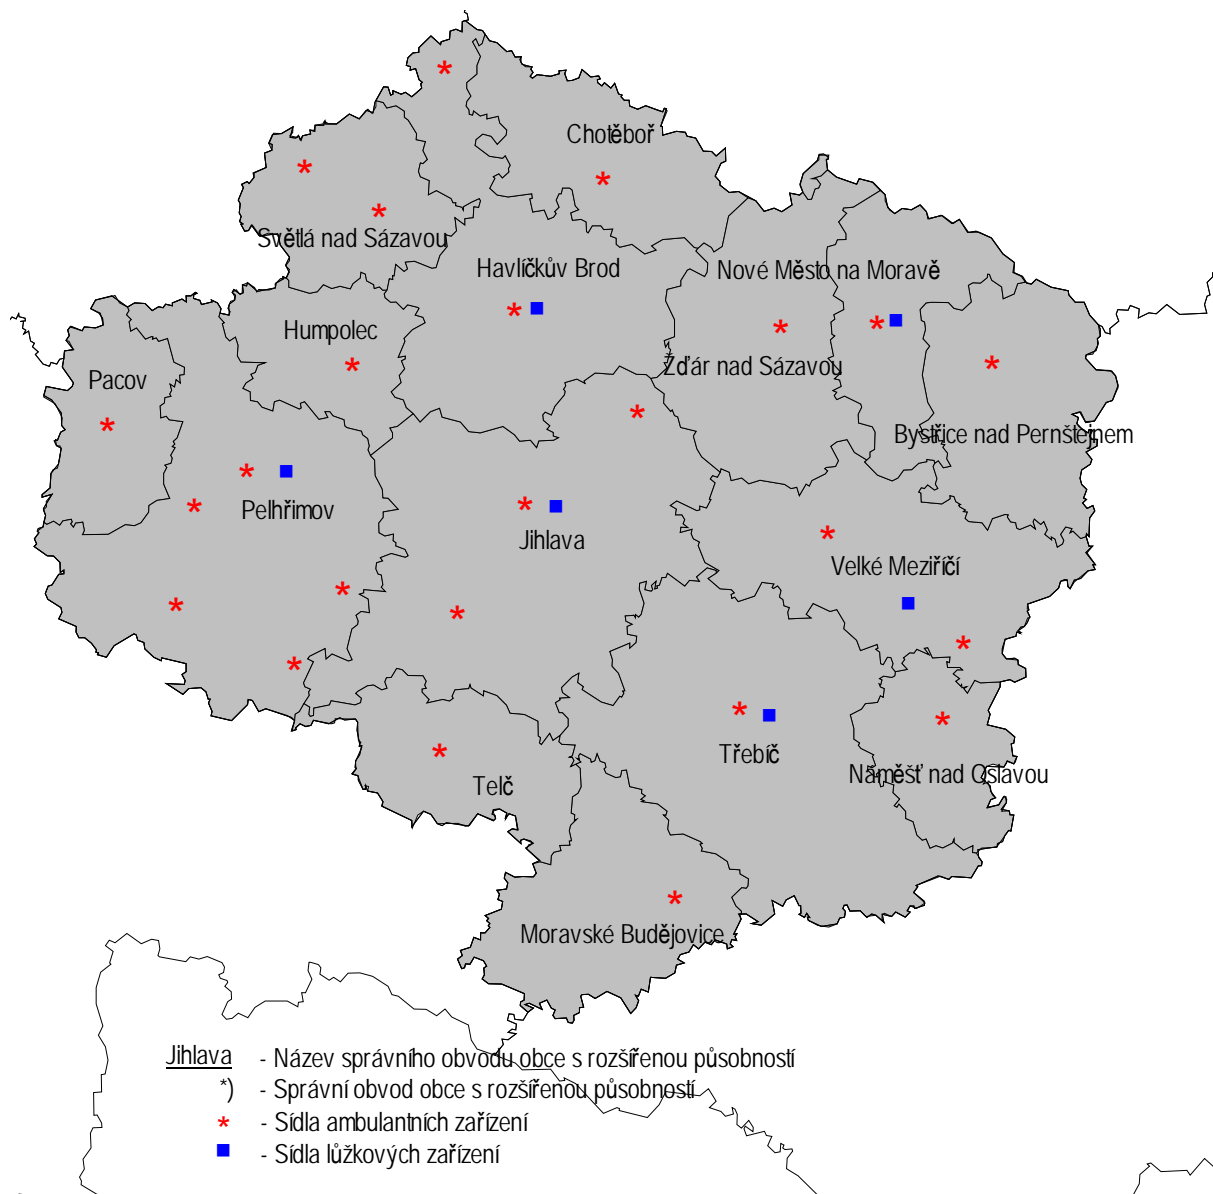 Chotěboř
Světlá nad Sázavou
Havlíčkův Brod
Nové Město na Moravě
Humpolec
Žďár nad Sázavou
Pacov
Bystřice nad Pernštejnem
Pelhřimov
Jihlava
Velké Meziříčí
Třebíč
Náměšť nad Oslavou
Telč
Moravské Budějovice
Jihlava - Název správního obvodu obce s rozšířenou působností
*) - Správní obvod obce s rozšířenou působností
* - Sídla ambulantních zařízení
- Sídla lůžkových zařízení